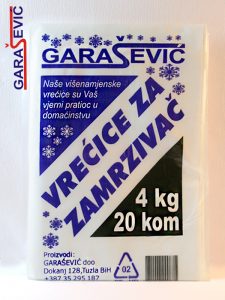 GARAŠEVIĆ
GARAŠEVIĆ
Naše višenamjenske
vrećice su Vaš
vjerni pratioc u
domaćinstvu
VREĆICE ZA
ZAMRZIVAČ
4 kg
20 kom
Proizvodi:
GARAŠEVIĆ doo
Dokanj 128,Tuzla BiH
+387 35 295 187
02